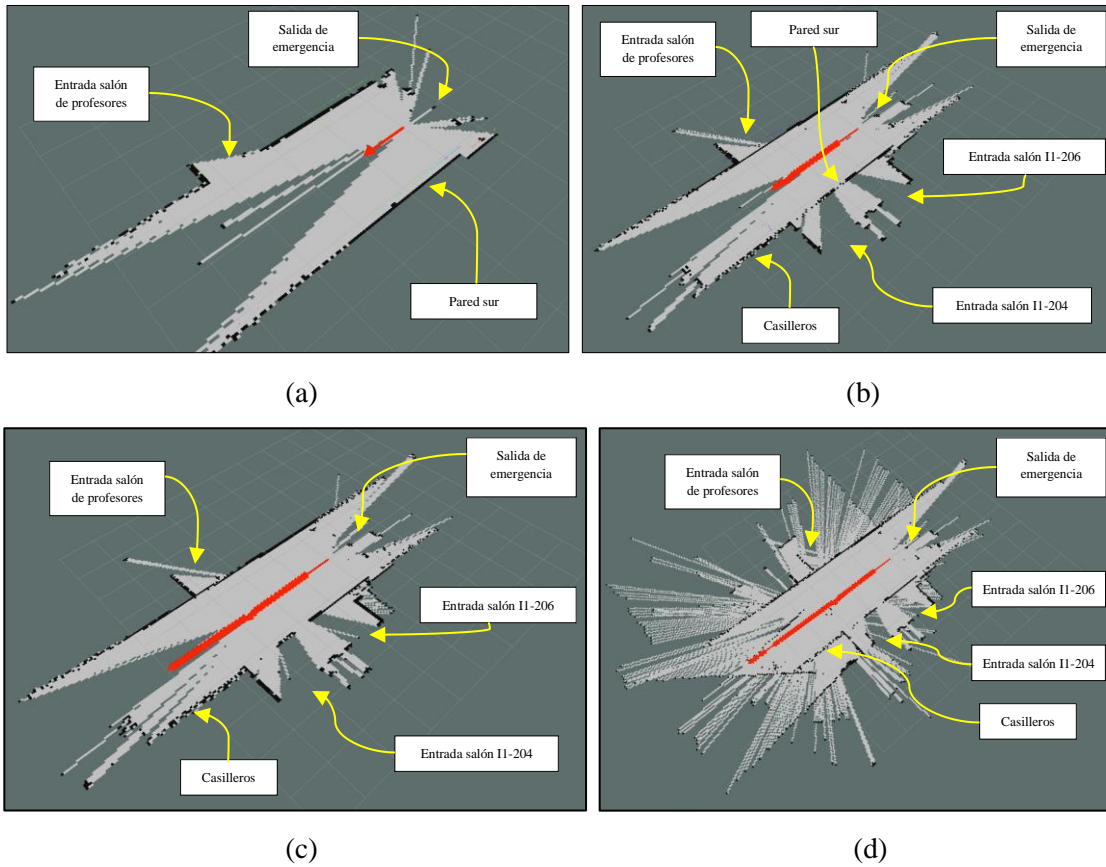 Salida de
emergencia
Entrada salón
de profesores
Pared sur
(a)
Pared sur
Entrada salón
de profesores
Salida de
emergencia
Entrada salón I1-206
Entrada salón I1-204
Casilleros
(b)
Salida de
emergencia
Entrada salón
de profesores
Entrada salón I1-206
Entrada salón I1-204
Casilleros
(c)
Entrada salón
de profesores
Salida de
emergencia
Entrada salón I1-206
Entrada salón I1-204
Casilleros
(d)